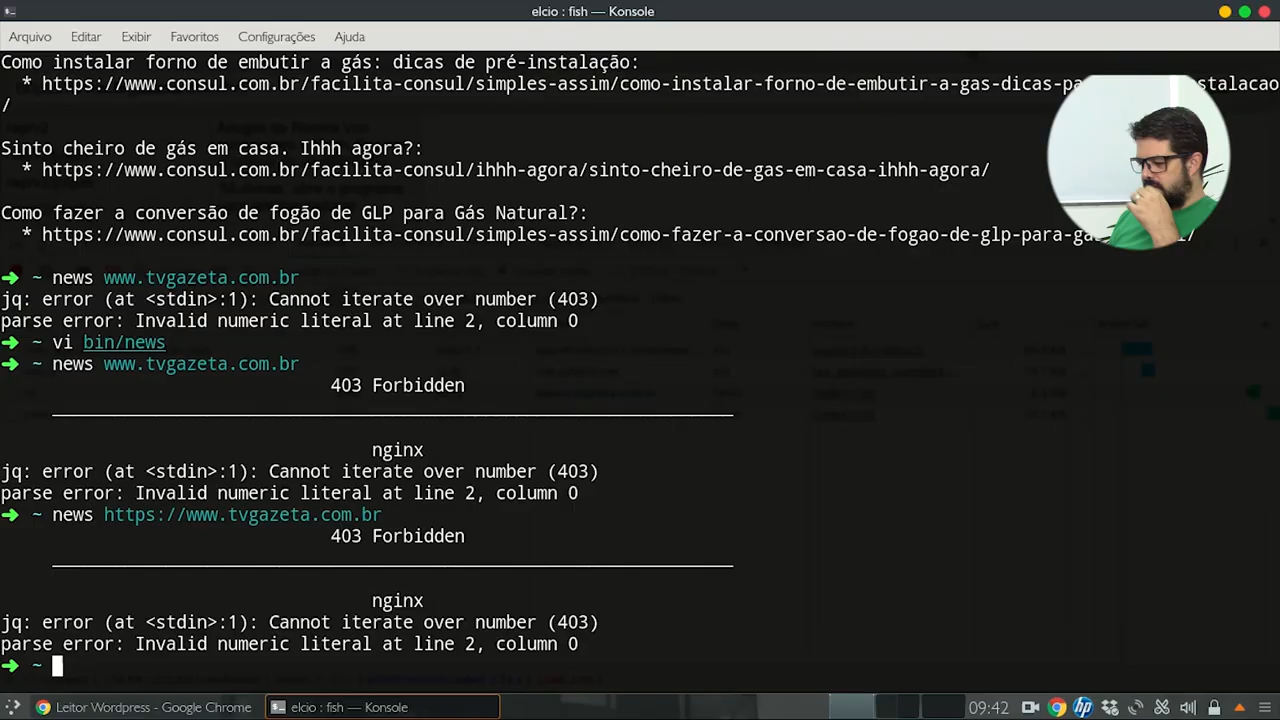 elcio : fish — Konsole
Arquivo Editar Exibir Favoritos Configurações Ajuda
Como instalar forno de embutir a gás: dicas de pré-instalação:
* https://www.consul.com.br/facilita-consul/simples-assim/como-instalar-forno-de-embutir-a-gas-dicas-
/
Sinto cheiro de gás em casa. Ihhh agora?:
* https://www.consul.com.br/facilita-consul/ihhh-agora/sinto-cheiro-de-gas-em-casa-ihhh-agora/
Como fazer a conversão de fogão de GLP para Gás Natural?:
* https://www.consul.com.br/facilita-consul/simples-assim/como-fazer-a-conversao-de-fogao-de-glp-para-
➜ ~ news www.tvgazeta.com.br
jq: error (at <stdin>:1): Cannot iterate over number (403)
parse error: Invalid numeric literal at line 2, column 0
➜ ~ vi bin/news
➜ ~ news www.tvgazeta.com.br
403 Forbidden
nginx
jq: error (at <stdin>:1): Cannot iterate over number (403)
parse error: Invalid numeric literal at line 2, column 0
➜ ~ news https://www.tvgazeta.com.br
403 Forbidden
nginx
jq: error (at <stdin>:1): Cannot iterate over number (403)
parse error: Invalid numeric literal at line 2, column 0
➜ ~
Leitor Wordpress - Google Chrome elcio : fish — Konsole 09:42